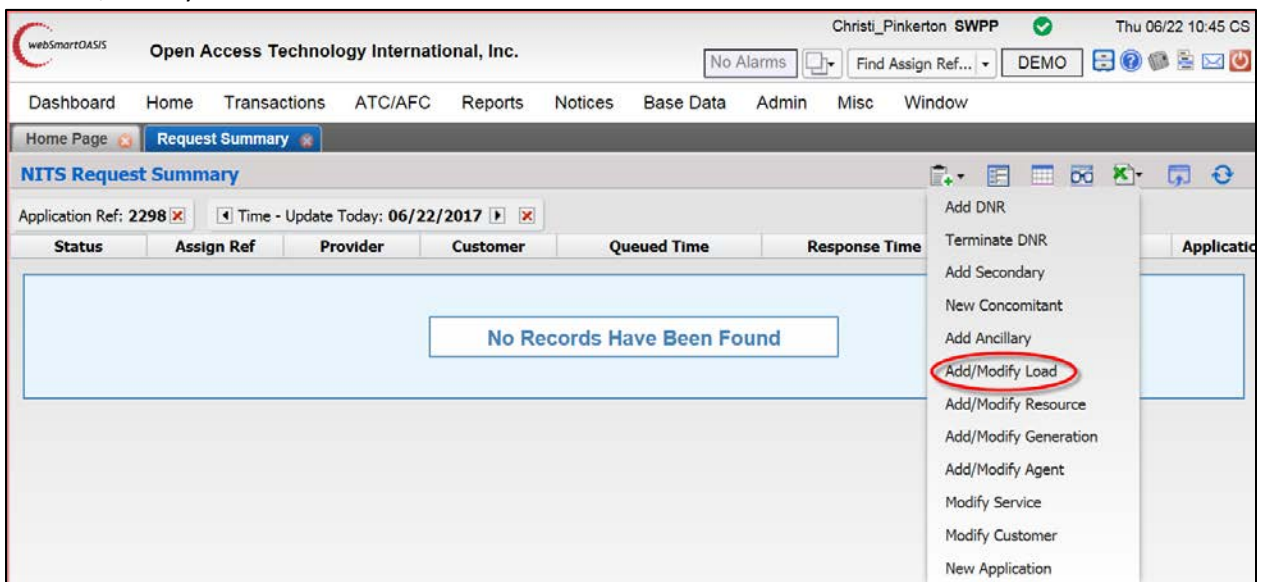 Christi_Pinkerton SWPP Thu 06/22 10:45 CS
webSmartOASIS Open Access Technology International, Inc.
No Alarms Find Assign Ref... DEMO
Dashboard Home Transactions ATC/AFC Reports Notices Base Data Admin Misc Window
Home Page Request Summary
NITS Request Summary
Application Ref: 2298 Time - Update Today: 06/22/2017
Status Assign Ref Provider Customer Queued Time Response Time Applicatio
No Records Have Been Found
Add DNR
Terminate DNR
Add Secondary
New Concomitant
Add Ancillary
Add/Modify Load
Add/Modify Resource
Add/Modify Generation
Add/Modify Agent
Modify Service
Modify Customer
New Application